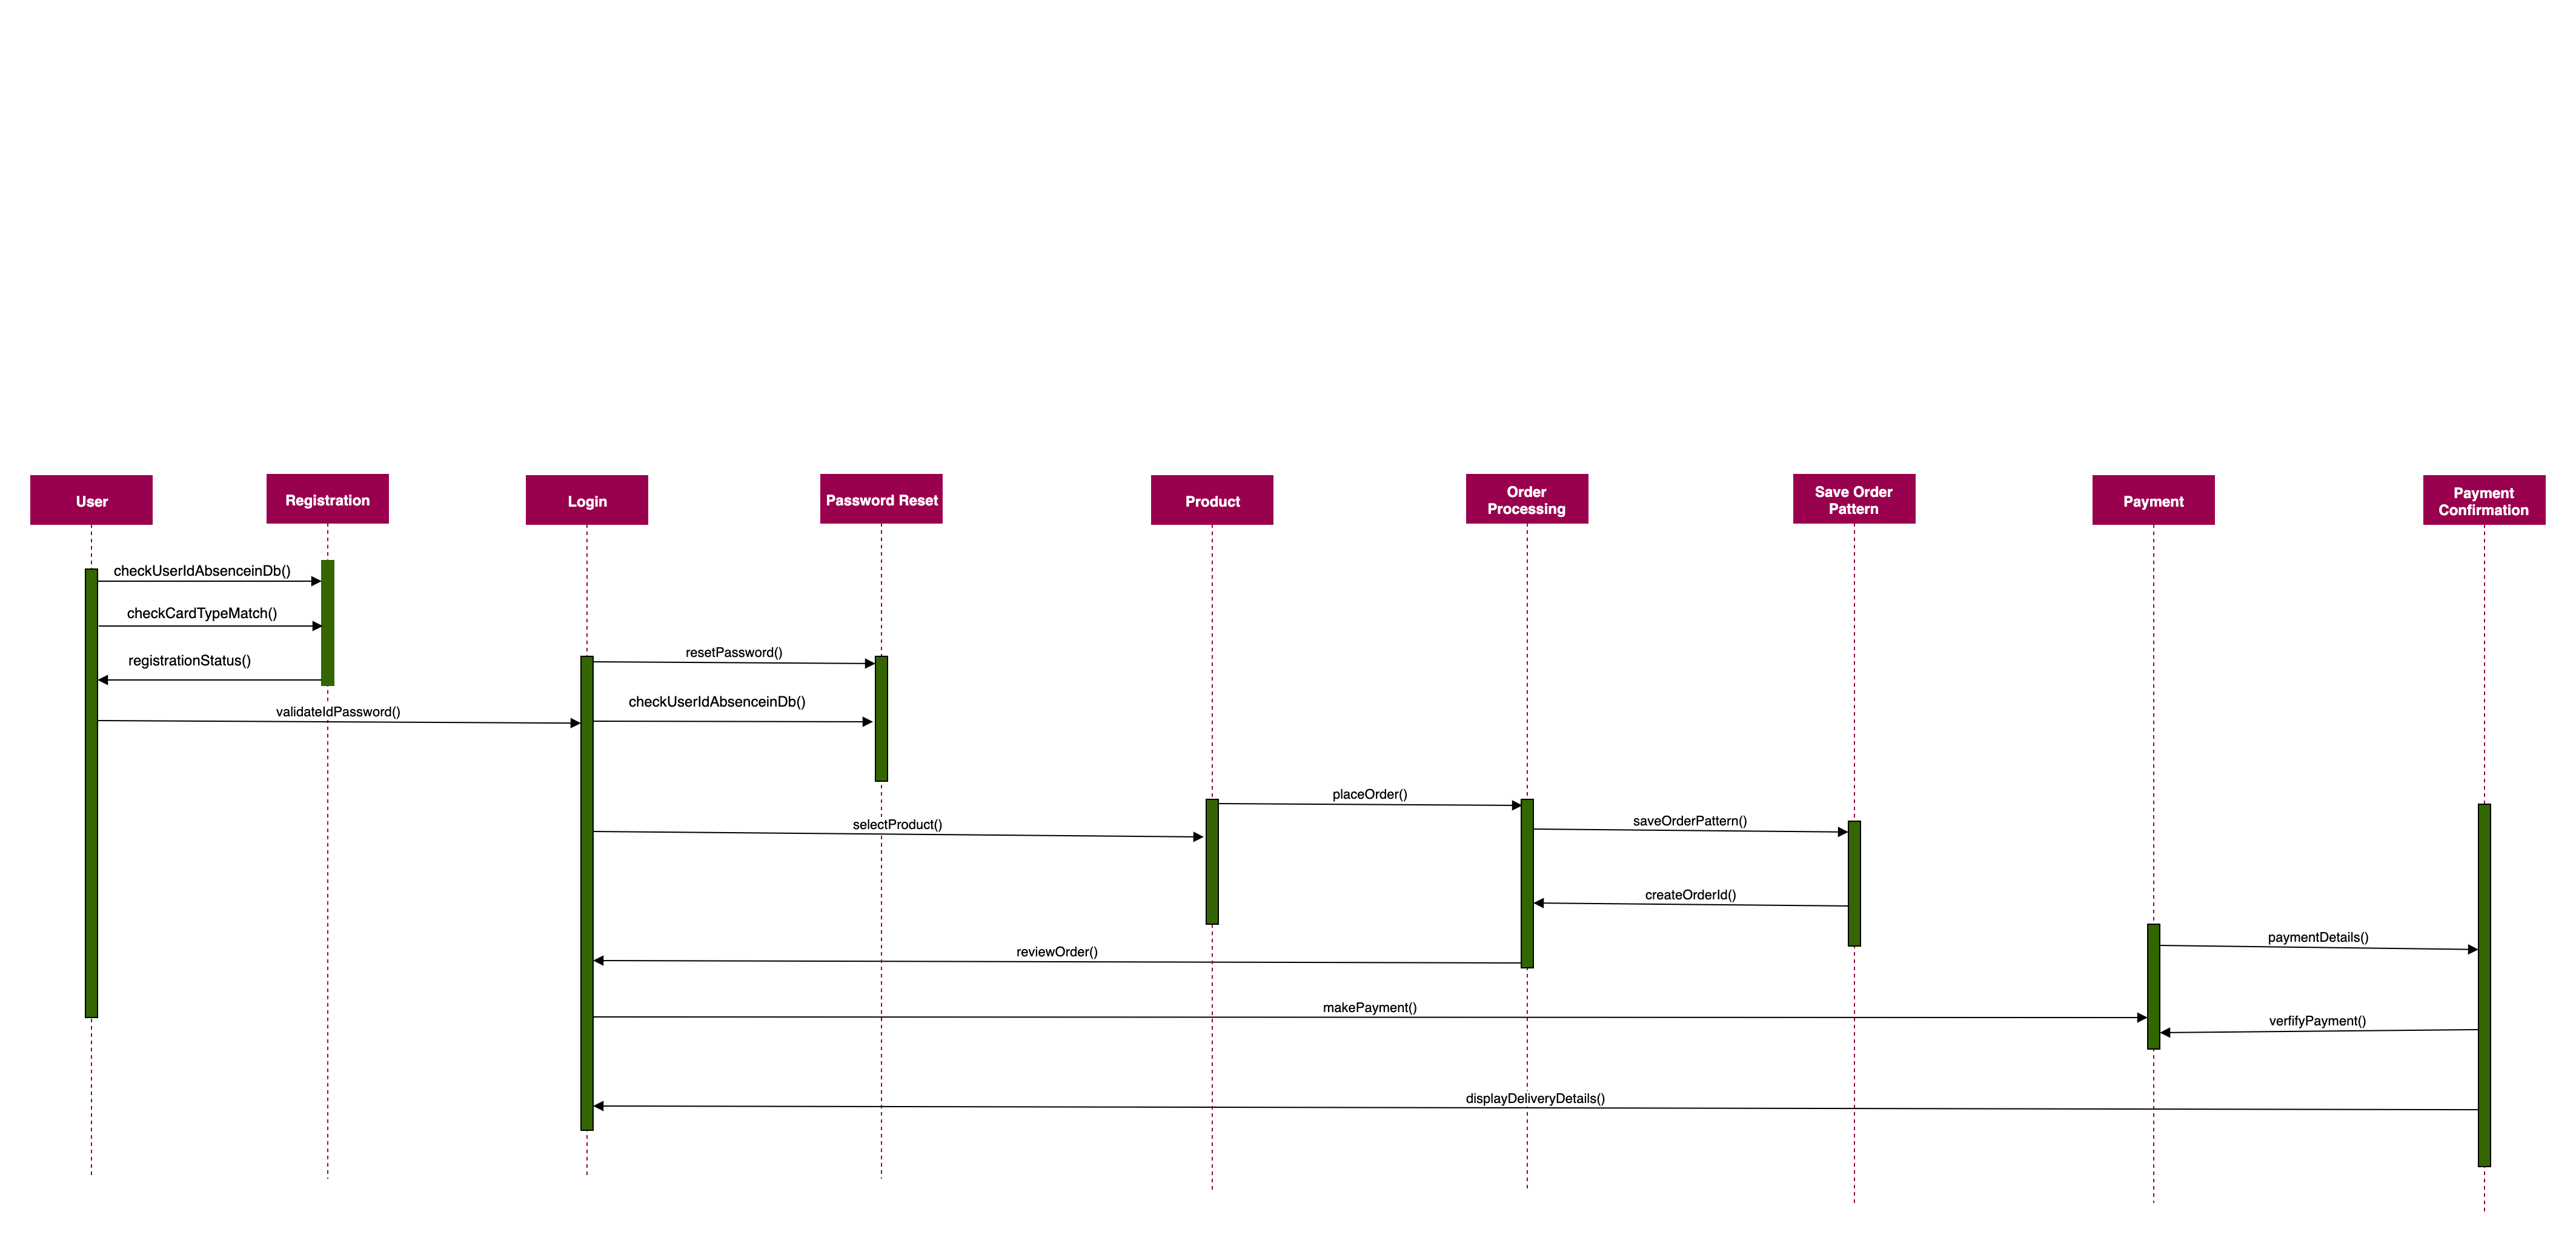 User
Registration
Login
Password Reset
Product
Order
Processing
Save Order
Pattern
Payment
Payment
Confirmation
checkUserIdAbsenceinDb()
checkCardTypeMatch()
resetPassword()
registrationStatus()
checkUserIdAbsenceinDb()
validateIdPassword()
placeOrder()
saveOrderPattern()
selectProduct()
createOrderId()
paymentDetails()
reviewOrder()
makePayment()
verfifyPayment()
displayDeliveryDetails()